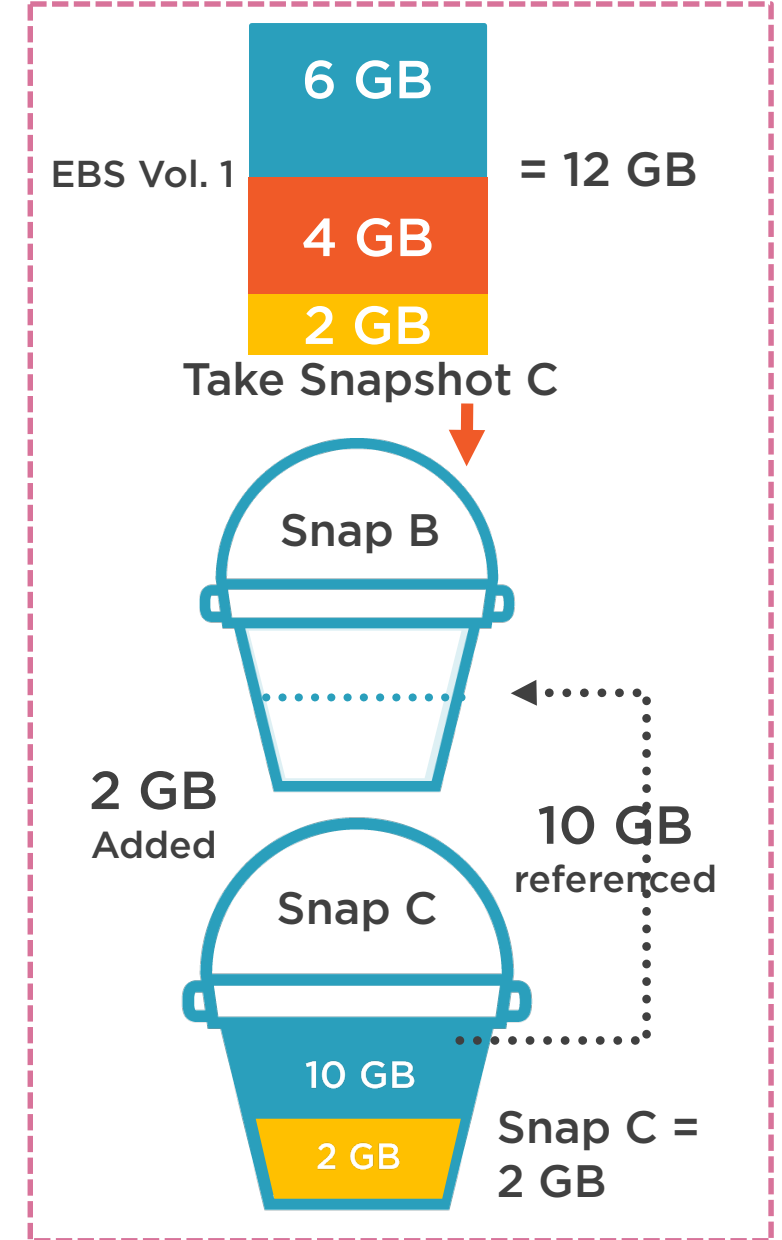 6 GB
EBS Vol. 1
= 12 GB
4 GB
2 GB
Take Snapshot C
Snap B
2 GB
Added
10 GB
referenced
Snap C
10 GB
2 GB
Snap C =
2 GB